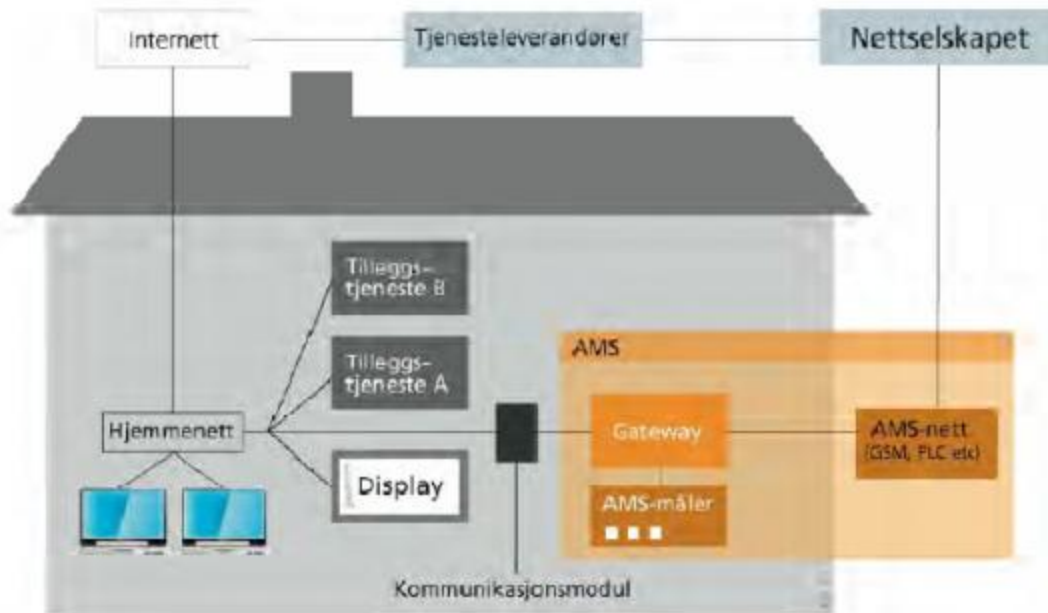 Internett
Tjenesteleverandører
Nettselskapet
Tilleggs-
tjeneste B
Tilleggs-
tjeneste A
AMS
Hjemmenett
Gateway
AMS-nett
(GSM, PLC etc)
Display
AMS-måler
Kommunikasjonsmodul